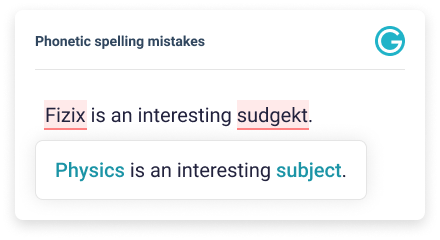 Phonetic spelling mistakes
Fizix is an interesting sudgekt.
Physics is an interesting subject.